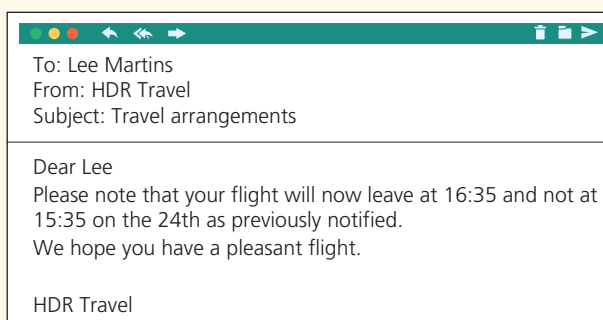 To: Lee Martins
From: HDR Travel
Subject: Travel arrangements
Dear Lee
Please note that your flight will now leave at 16:35 and not at
15:35 on the 24th as previously notified.
We hope you have a pleasant flight.
HDR Travel